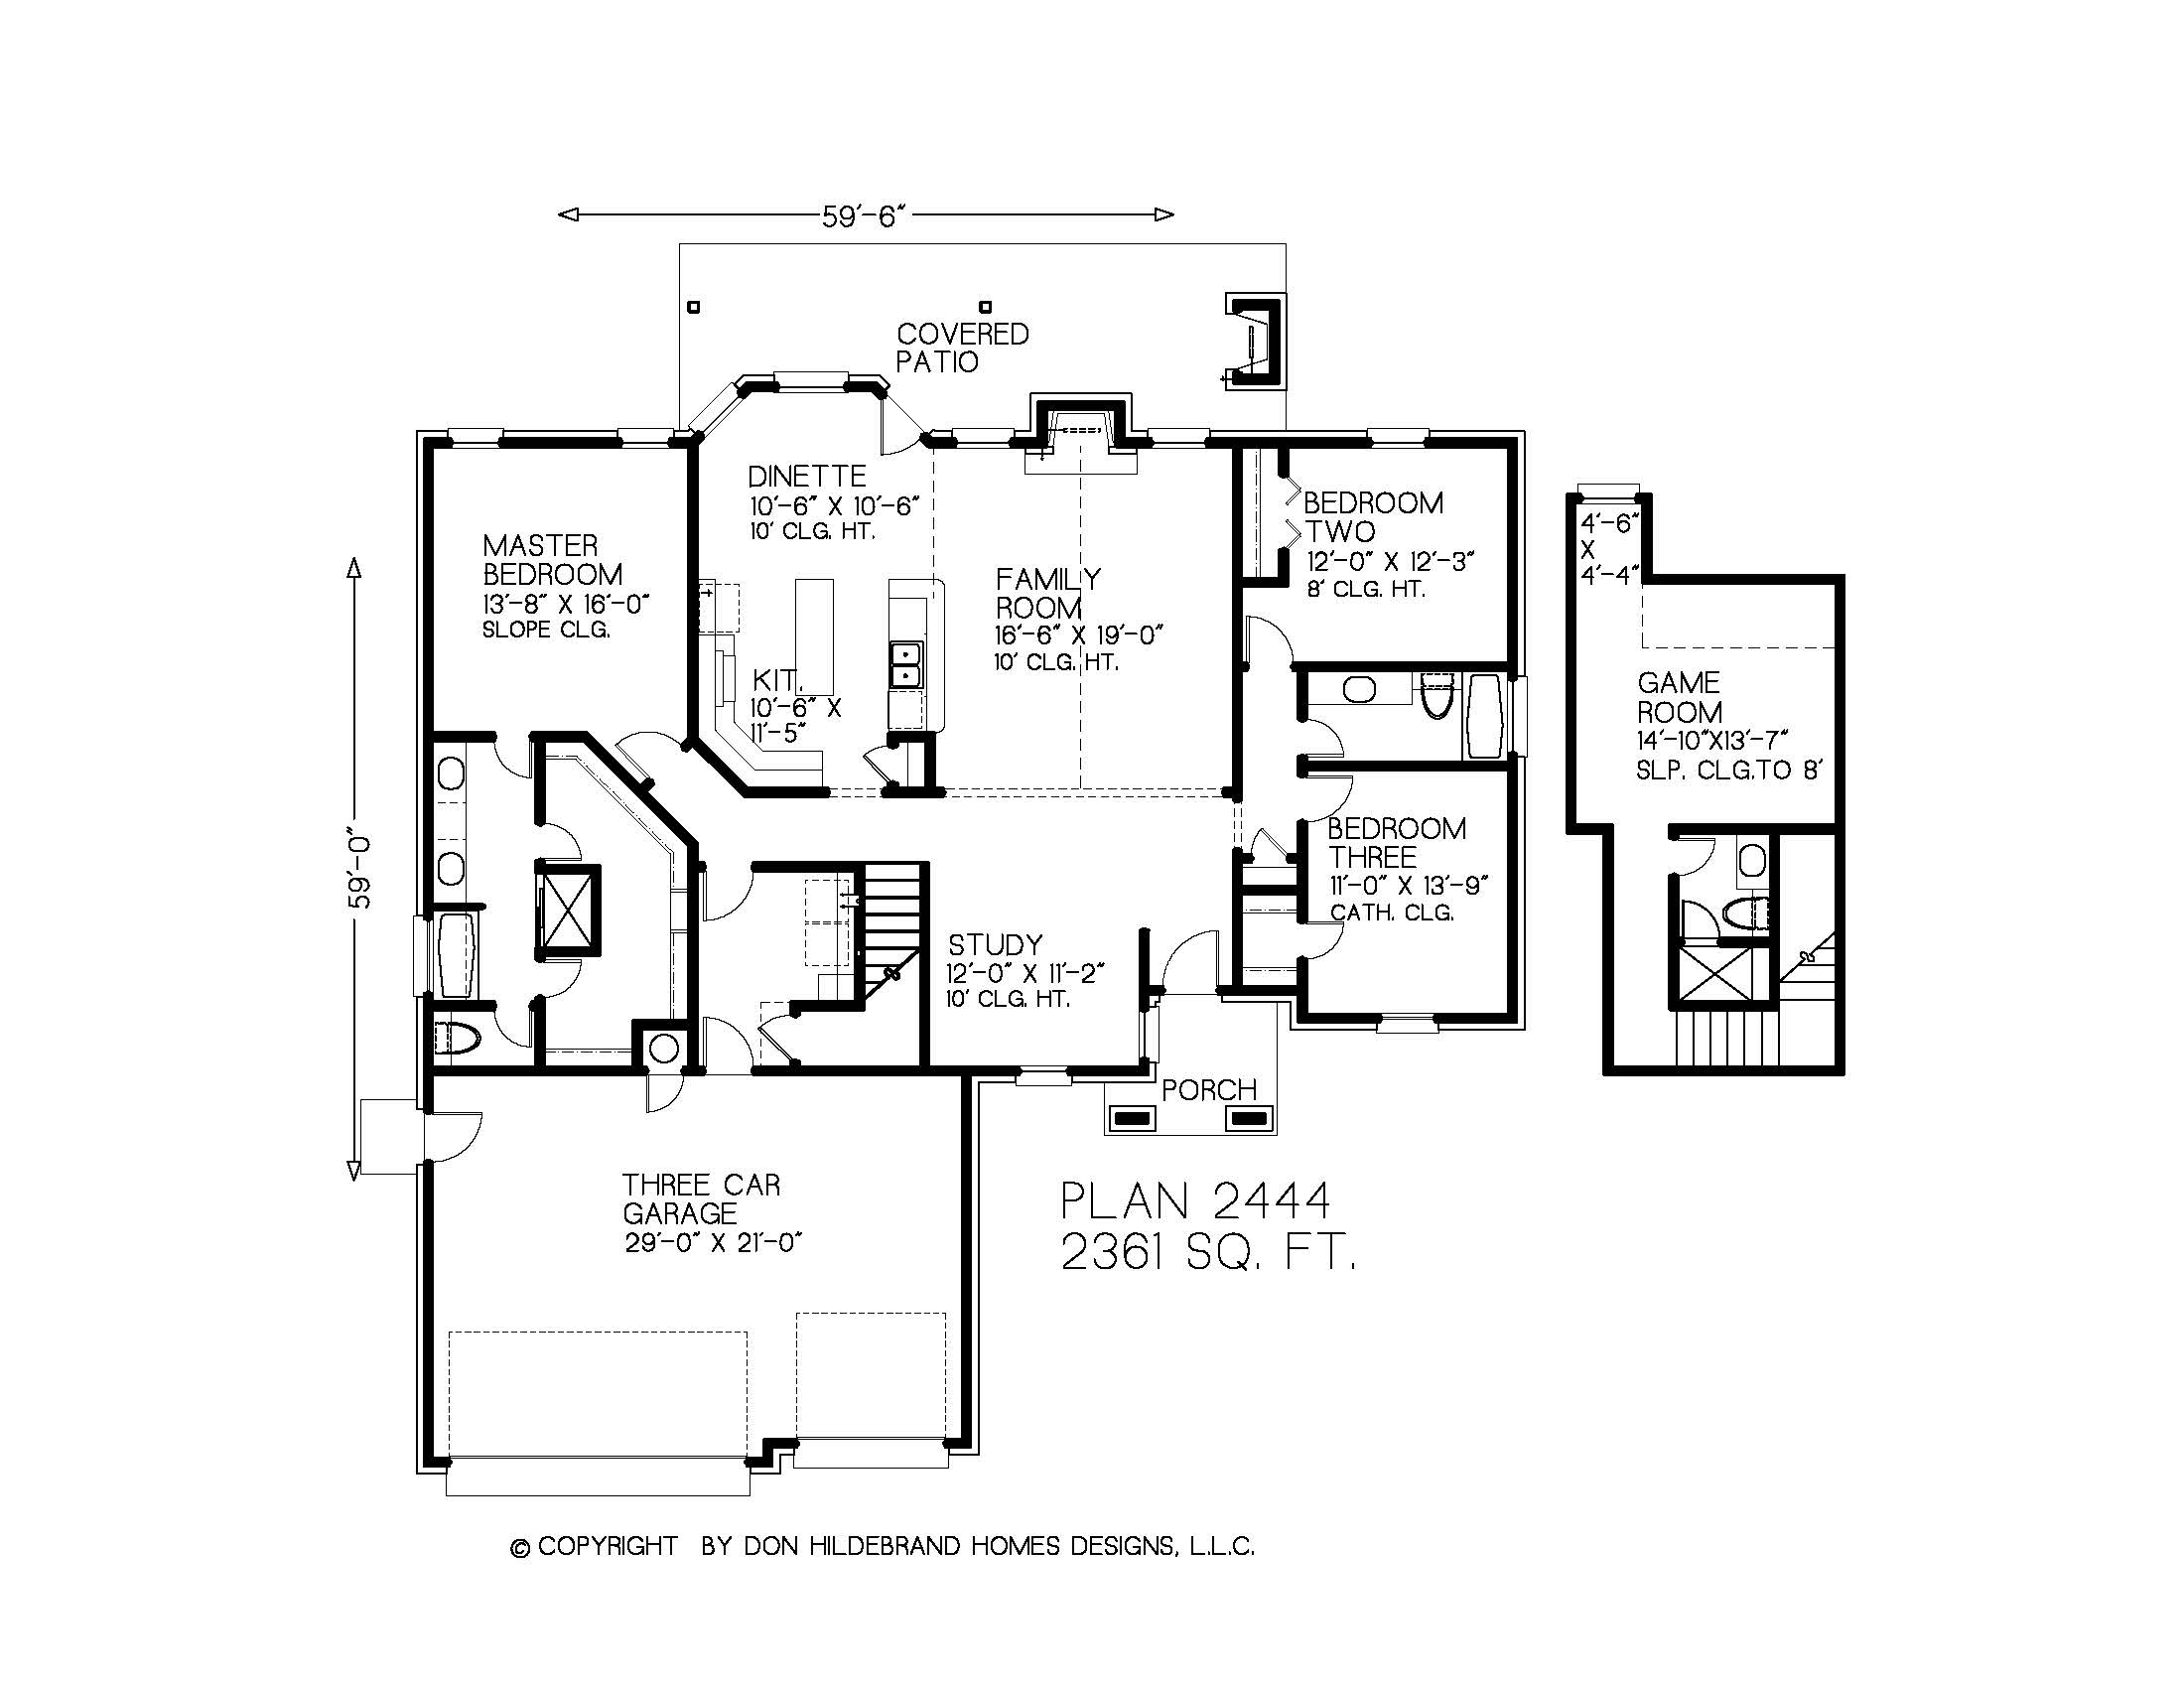 59'-6"
COVERED
PATIO
DINETTE
10'-6" X 10'-6"
10' CLG. HT.
MASTER
BEDROOM
13'-8" X 16'-0"
SLOPE CLG.
FAMILY
ROOM
16'-6" X 19'-0"
10' CLG. HT.
BEDROOM
TWO
12'-0" X 12'-3"
8' CLG. HT.
4'-6"
X
4'-4"
KIT.
10'-6" X
11'-5"
GAME
ROOM
14'-10"X13'-7"
SLP. CLG.TO 8'
59'-0"
BEDROOM
THREE
11'-0" X 13'-9"
CATH. CLG.
STUDY
12'-0" X 11'-2"
10' CLG. HT.
PORCH
THREE CAR
GARAGE
29'-0" X 21'-0"
PLAN 2444
2361 SQ. FT.
© COPYRIGHT BY DON HILDEBRAND HOMES DESIGNS, L.L.C.